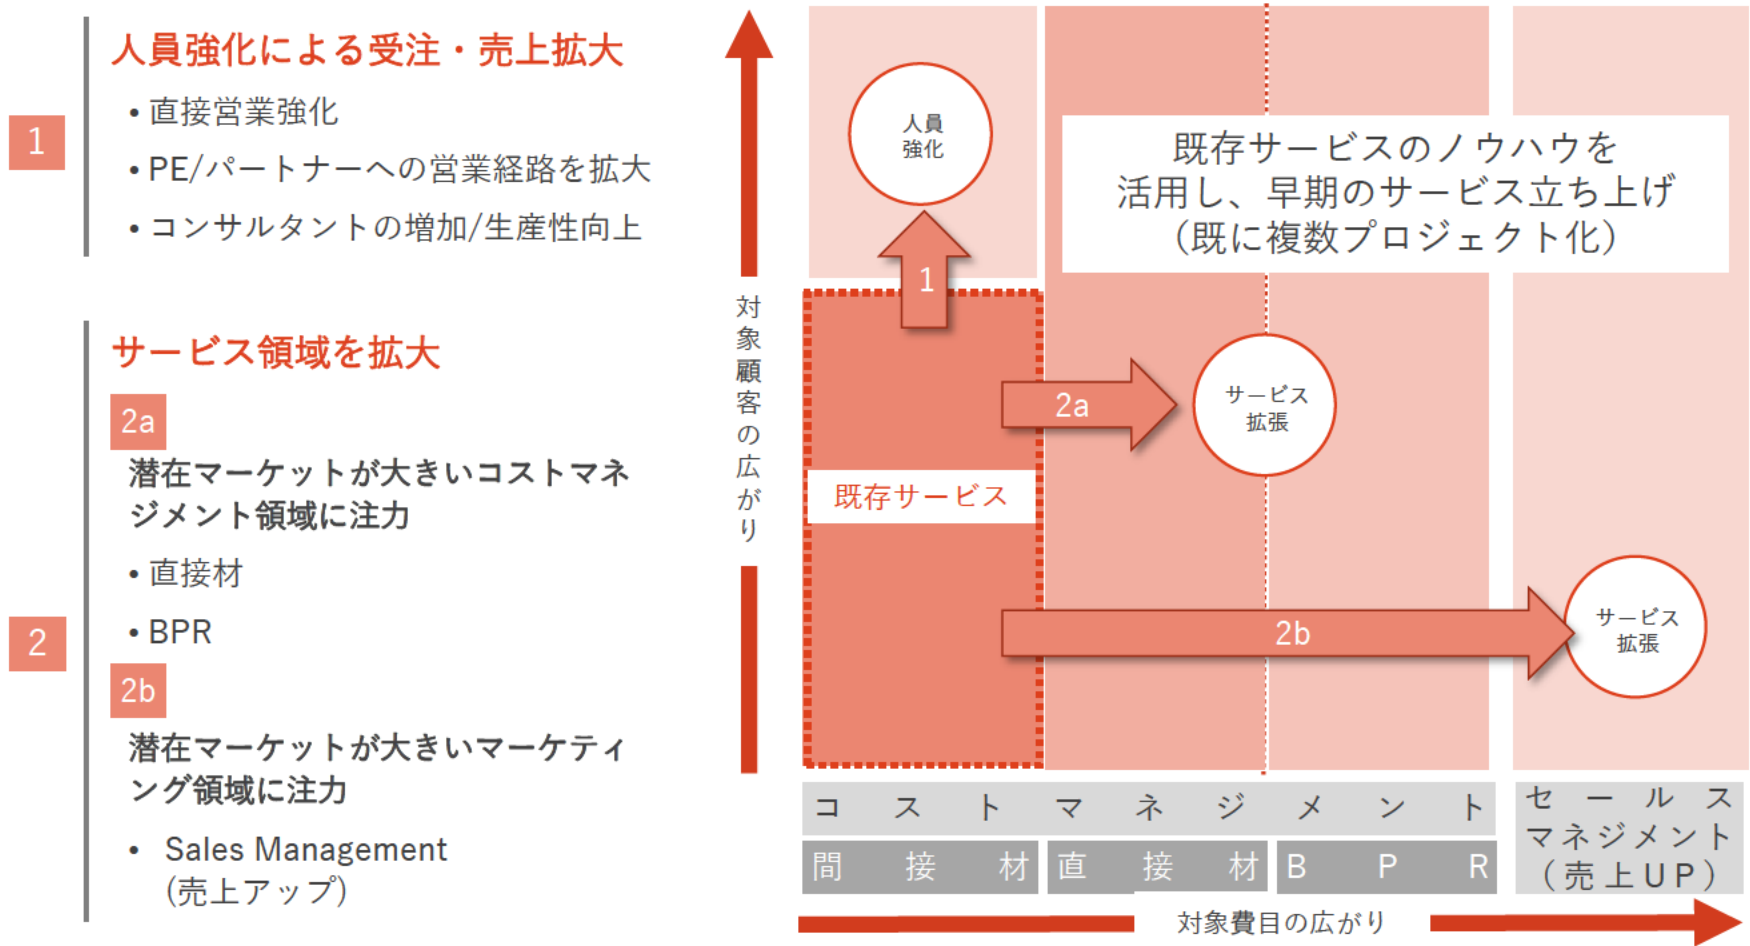 1
人員強化による受注・売上拡大
• 直接営業強化
• PE/パートナーへの営業経路を拡大
• コンサルタントの増加/生産性向上
2
サービス領域を拡大
2a
潜在マーケットが大きいコストマネ
ジメント領域に注力
• 直接材
• BPR
2b
潜在マーケットが大きいマーケティ
ング領域に注力
• Sales Management
(売上アップ)
対象顧客の広がり
人員
強化
1
既存サービスのノウハウを
活用し、早期のサービス立ち上げ
（既に複数プロジェクト化）
2a
サービス
拡張
既存サービス
2b
サービス
拡張
コストマネジメント
間接材
直接材
BPR
セールス
マネジメント
（売上UP）
対象費目の広がり